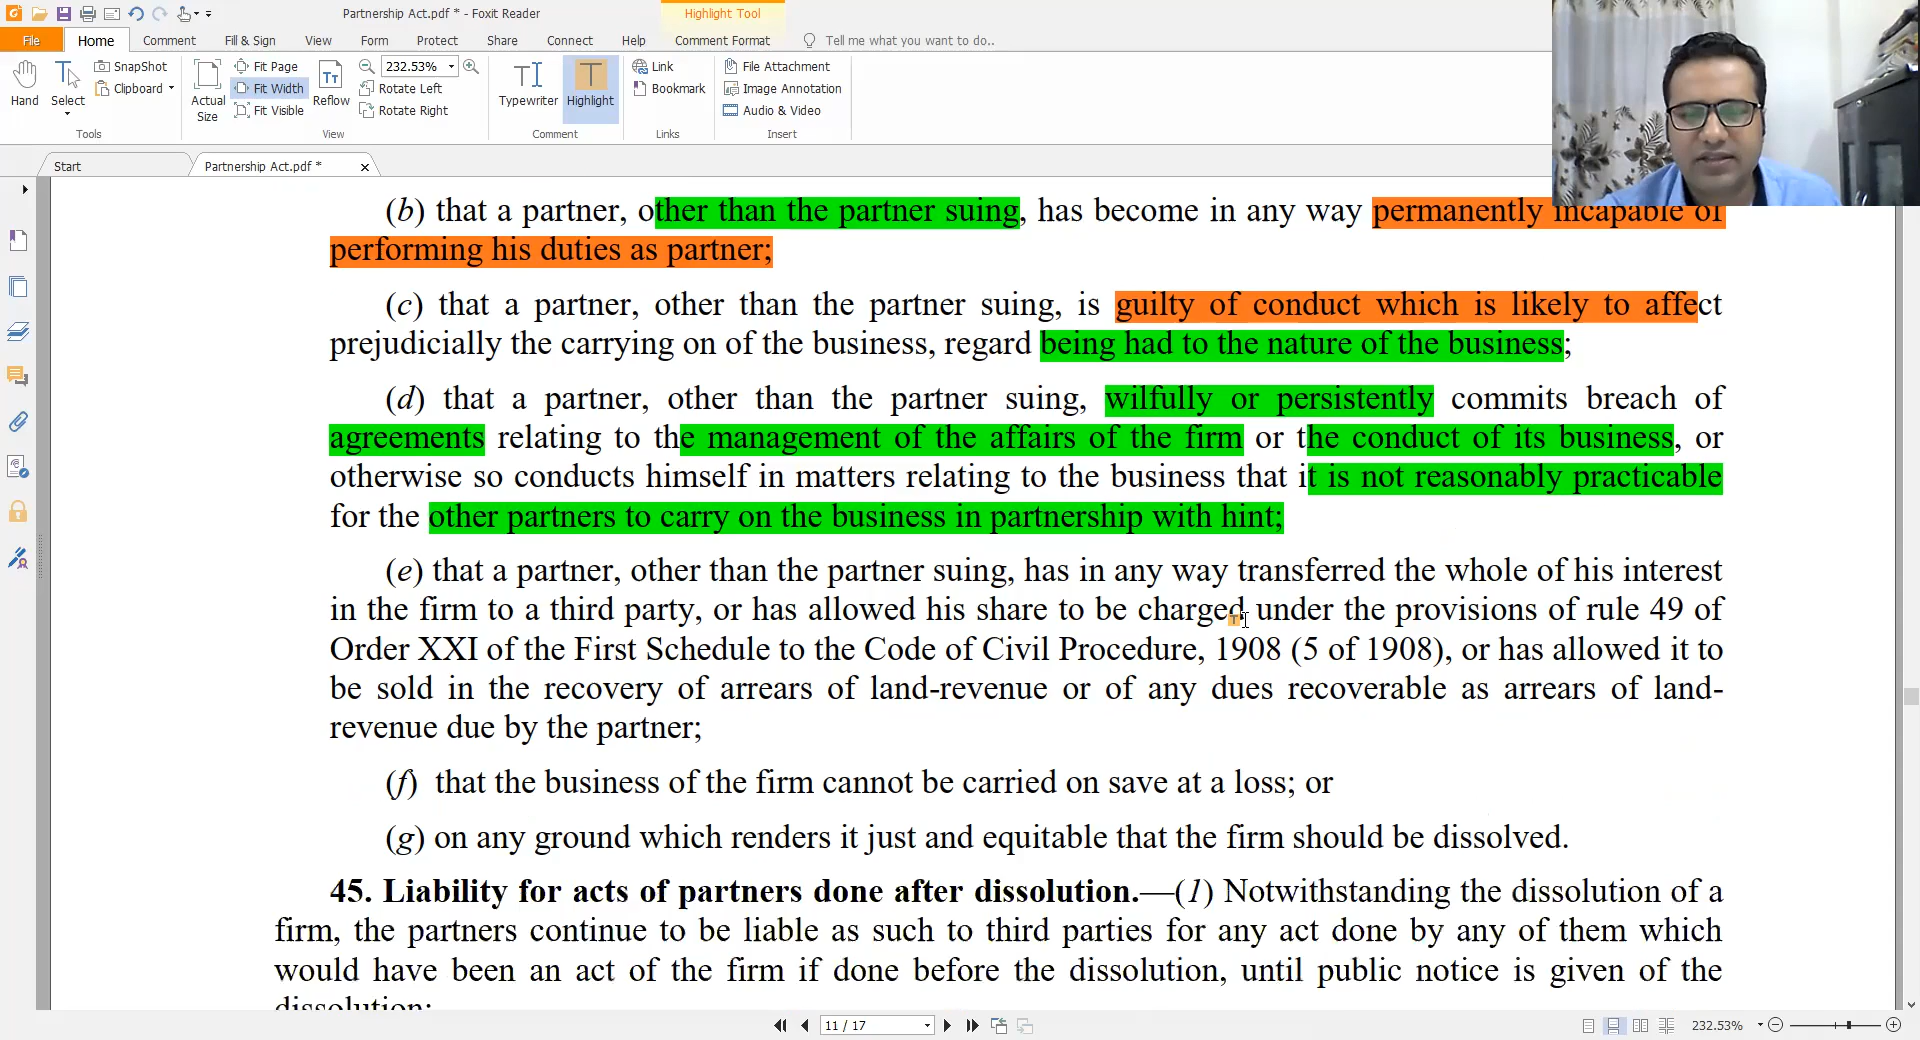 Partnership Act.pdf * - Foxit Reader
Highlight Tool
File Home Comment Fill & Sign View Form Protect Share Connect Help Comment Format Tell me what you want to do..
Hand
Select
SnapShot
Clipboard
Tools
Actual Size
Fit Page
Fit Width
Fit Visible
Reflow
232.53%
Rotate Left
Rotate Right
View
Typewriter
Highlight
Comment
Link
Bookmark
Links
File Attachment
Image Annotation
Audio & Video
Insert
Start
Partnership Act.pdf *
(b) that a partner, other than the partner suing, has become in any way permanently incapable of
performing his duties as partner;
(c) that a partner, other than the partner suing, is guilty of conduct which is likely to affect
prejudicially the carrying on of the business, regard being had to the nature of the business;
(d) that a partner, other than the partner suing, wilfully or persistently commits breach of
agreements relating to the management of the affairs of the firm or the conduct of its business, or
otherwise so conducts himself in matters relating to the business that it is not reasonably practicable
for the other partners to carry on the business in partnership with hint;
(e) that a partner, other than the partner suing, has in any way transferred the whole of his interest
in the firm to a third party, or has allowed his share to be charged under the provisions of rule 49 of
Order XXI of the First Schedule to the Code of Civil Procedure, 1908 (5 of 1908), or has allowed it to
be sold in the recovery of arrears of land-revenue or of any dues recoverable as arrears of land-
revenue due by the partner;
(f) that the business of the firm cannot be carried on save at a loss; or
(g) on any ground which renders it just and equitable that the firm should be dissolved.
45. Liability for acts of partners done after dissolution.—(1) Notwithstanding the dissolution of a
firm, the partners continue to be liable as such to third parties for any act done by any of them which
would have been an act of the firm if done before the dissolution, until public notice is given of the
dissolution:
11 / 17
232.53%